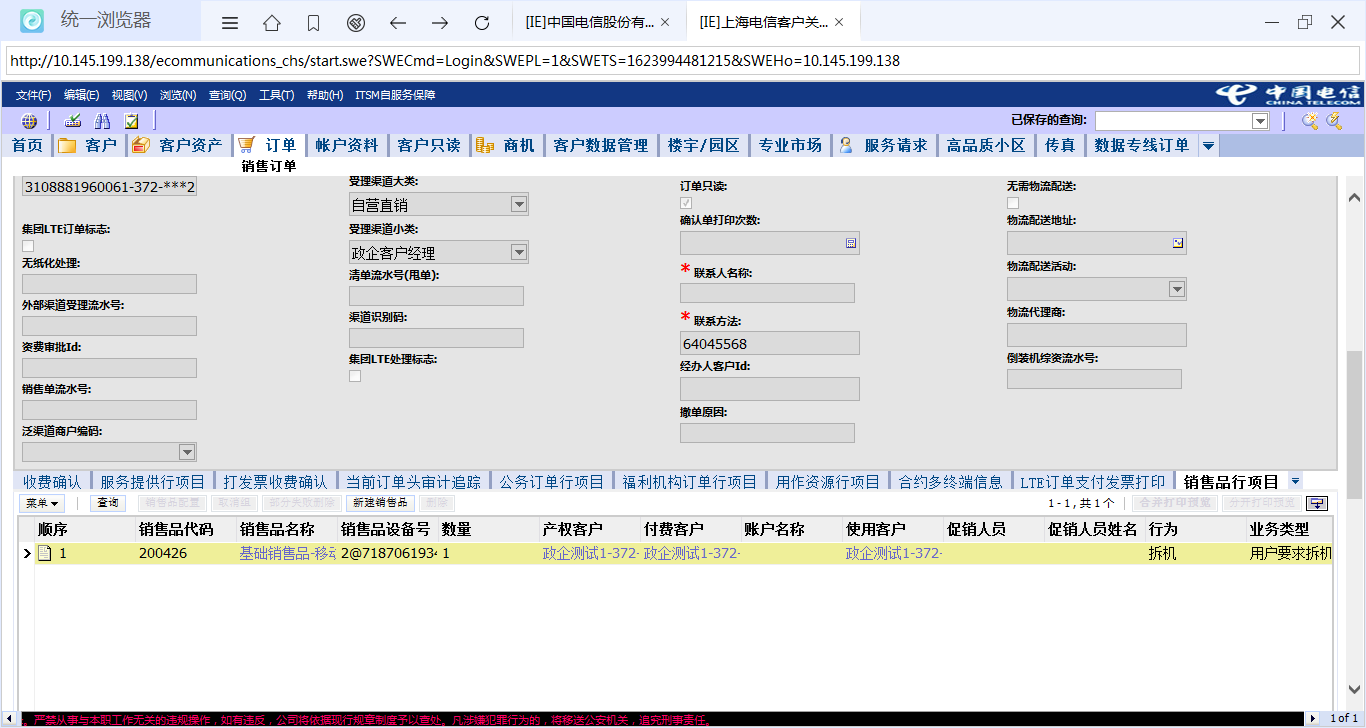 统一浏览器
[IE]中国电信股份有...
[IE]上海电信客户关...
http://10.145.199.138/ecommunications_chs/start.swe?SWECmd=Login&SWEPL=1&SWETS=1623994481215&SWEHo=10.145.199.138
文件(F) 编辑(E) 视图(V) 浏览(N) 查询(Q) 工具(T) 帮助(H) ITSM自服务保障
中国电信
CHINA TELECOM
已保存的查询:
首页 客户 客户资产 订单 帐户资料 客户只读 商机 客户数据管理 楼宇/园区 专业市场 服务请求 高品质小区 传真 数据专线订单
销售订单
3108881960061-372-***2
集团LTE订单标志:
无纸化处理:
外部渠道受理流水号:
资费审批Id:
销售单流水号:
泛渠道商户编码:
受理渠道大类:
自营直销
受理渠道小类:
政企客户经理
清单流水号(甩单):
渠道识别码:
集团LTE处理标志:
订单只读:
确认单打印次数:
* 联系人名称:
* 联系方法:
64045568
经办人客户Id:
撤单原因:
无需物流配送:
物流配送地址:
物流配送活动:
物流代理商:
倒装机综资流水号:
收费确认 服务提供行项目 打发票收费确认 当前订单头审计追踪 公务订单行项目 福利机构订单行项目 用作资源行项目 合约多终端信息 LTE订单支付发票打印 销售品行项目
菜单 查询 销售品配置 取消组 部分失败删除 新建销售品 删除 1 - 1, 共 1 个 合并打印预览 分开打印预览
顺序 销售品代码 销售品名称 销售品设备号 数量 产权客户 付费客户 账户名称 使用客户 促销人员 促销人员姓名 行为 业务类型
1 200426 基础销售品-移动 2@7187061934 1 政企测试1-372- 政企测试1-372- 政企测试1-372- 拆机 用户要求拆机
、严禁从事与本职工作无关的违规操作，如有违反，公司将依据现行规章制度予以查处。凡涉嫌犯罪行为的，将移送公安机关，追究刑事责任。
1 of 1